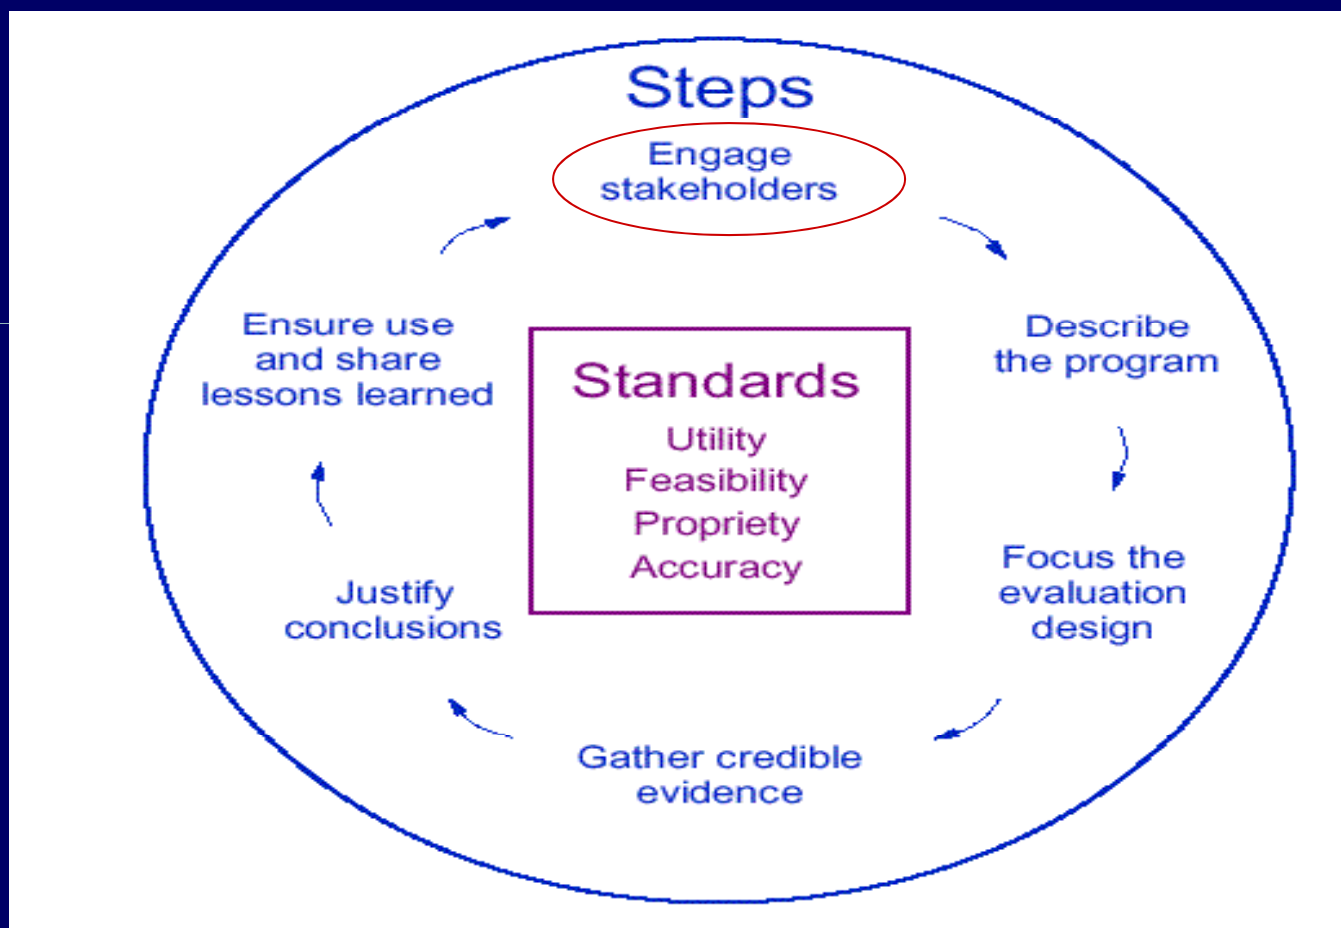 Steps
Engage
stakeholders
Describe
the program
Focus the
evaluation
design
Gather credible
evidence
Justify
conclusions
Ensure use
and share
lessons learned
Standards
Utility
Feasibility
Propriety
Accuracy